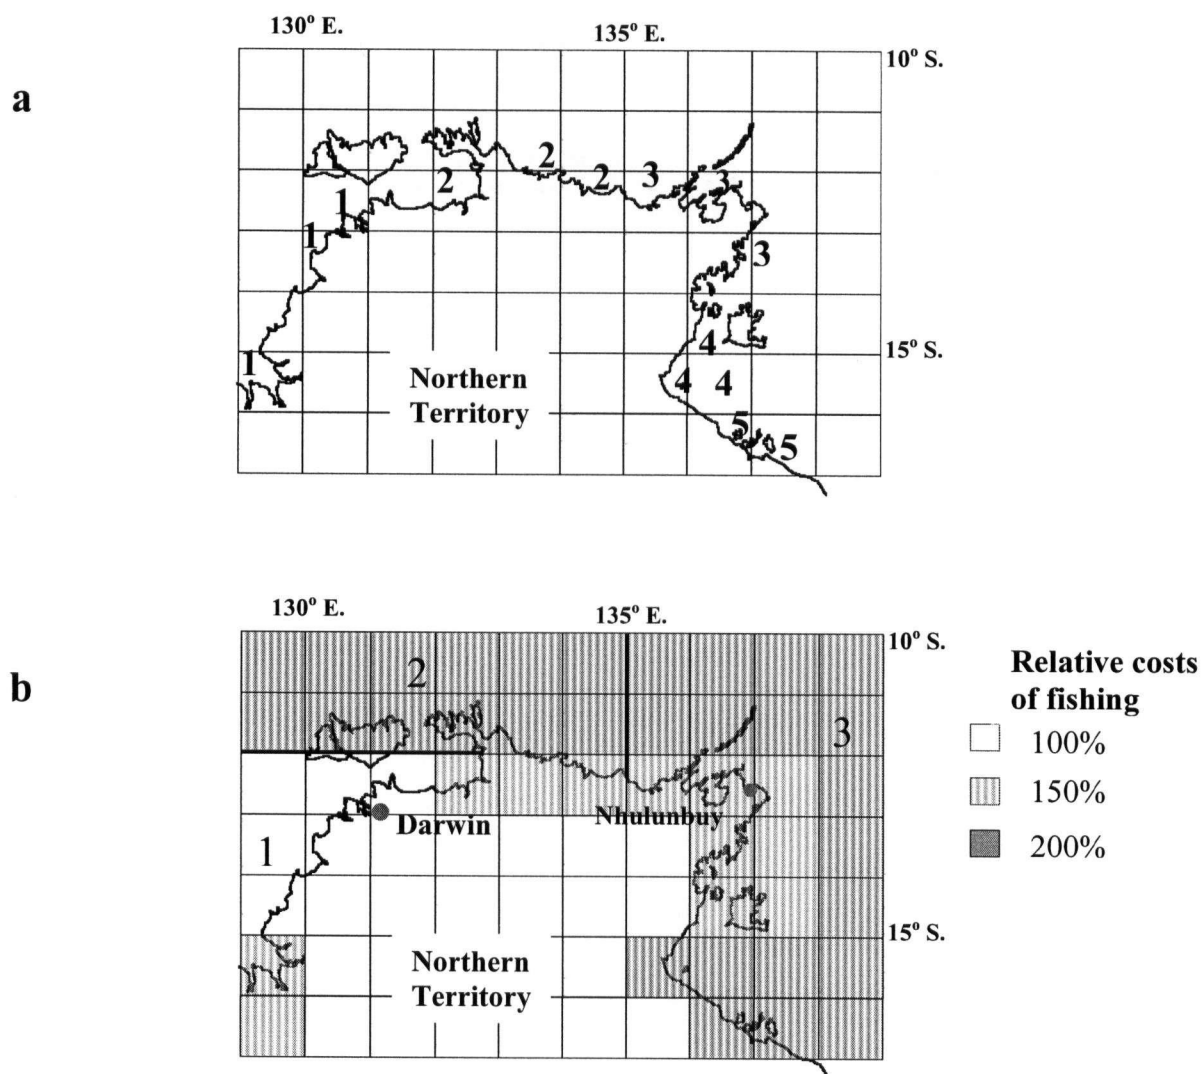 130° E.
135° E.
10° S.
a
2
2
2
3
3
1
1
3
4
15° S.
1
Northern
Territory
4
4
5
5
130° E.
135° E.
10° S.
b
2
3
Relative costs
of fishing
100%
150%
200%
Nhulunbuy
Darwin
1
15° S.
Northern
Territory